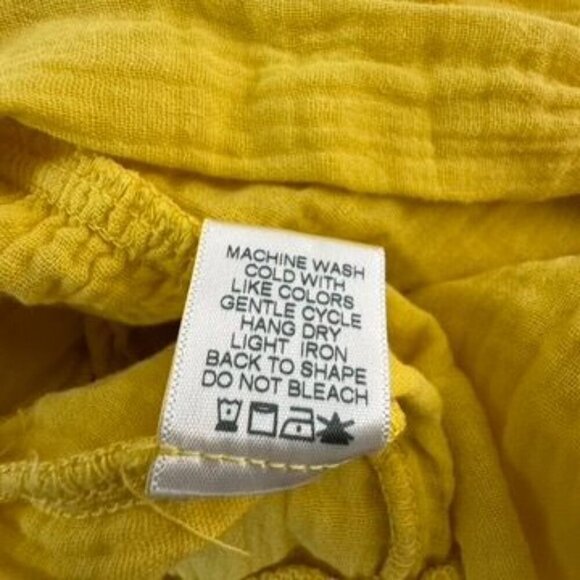 MACHINE WASH
COLD WITH
LIKE COLORS
GENTLE CYCLE
HANG DRY
LIGHT IRON
BACK TO SHAPE
DO NOT BLEACH